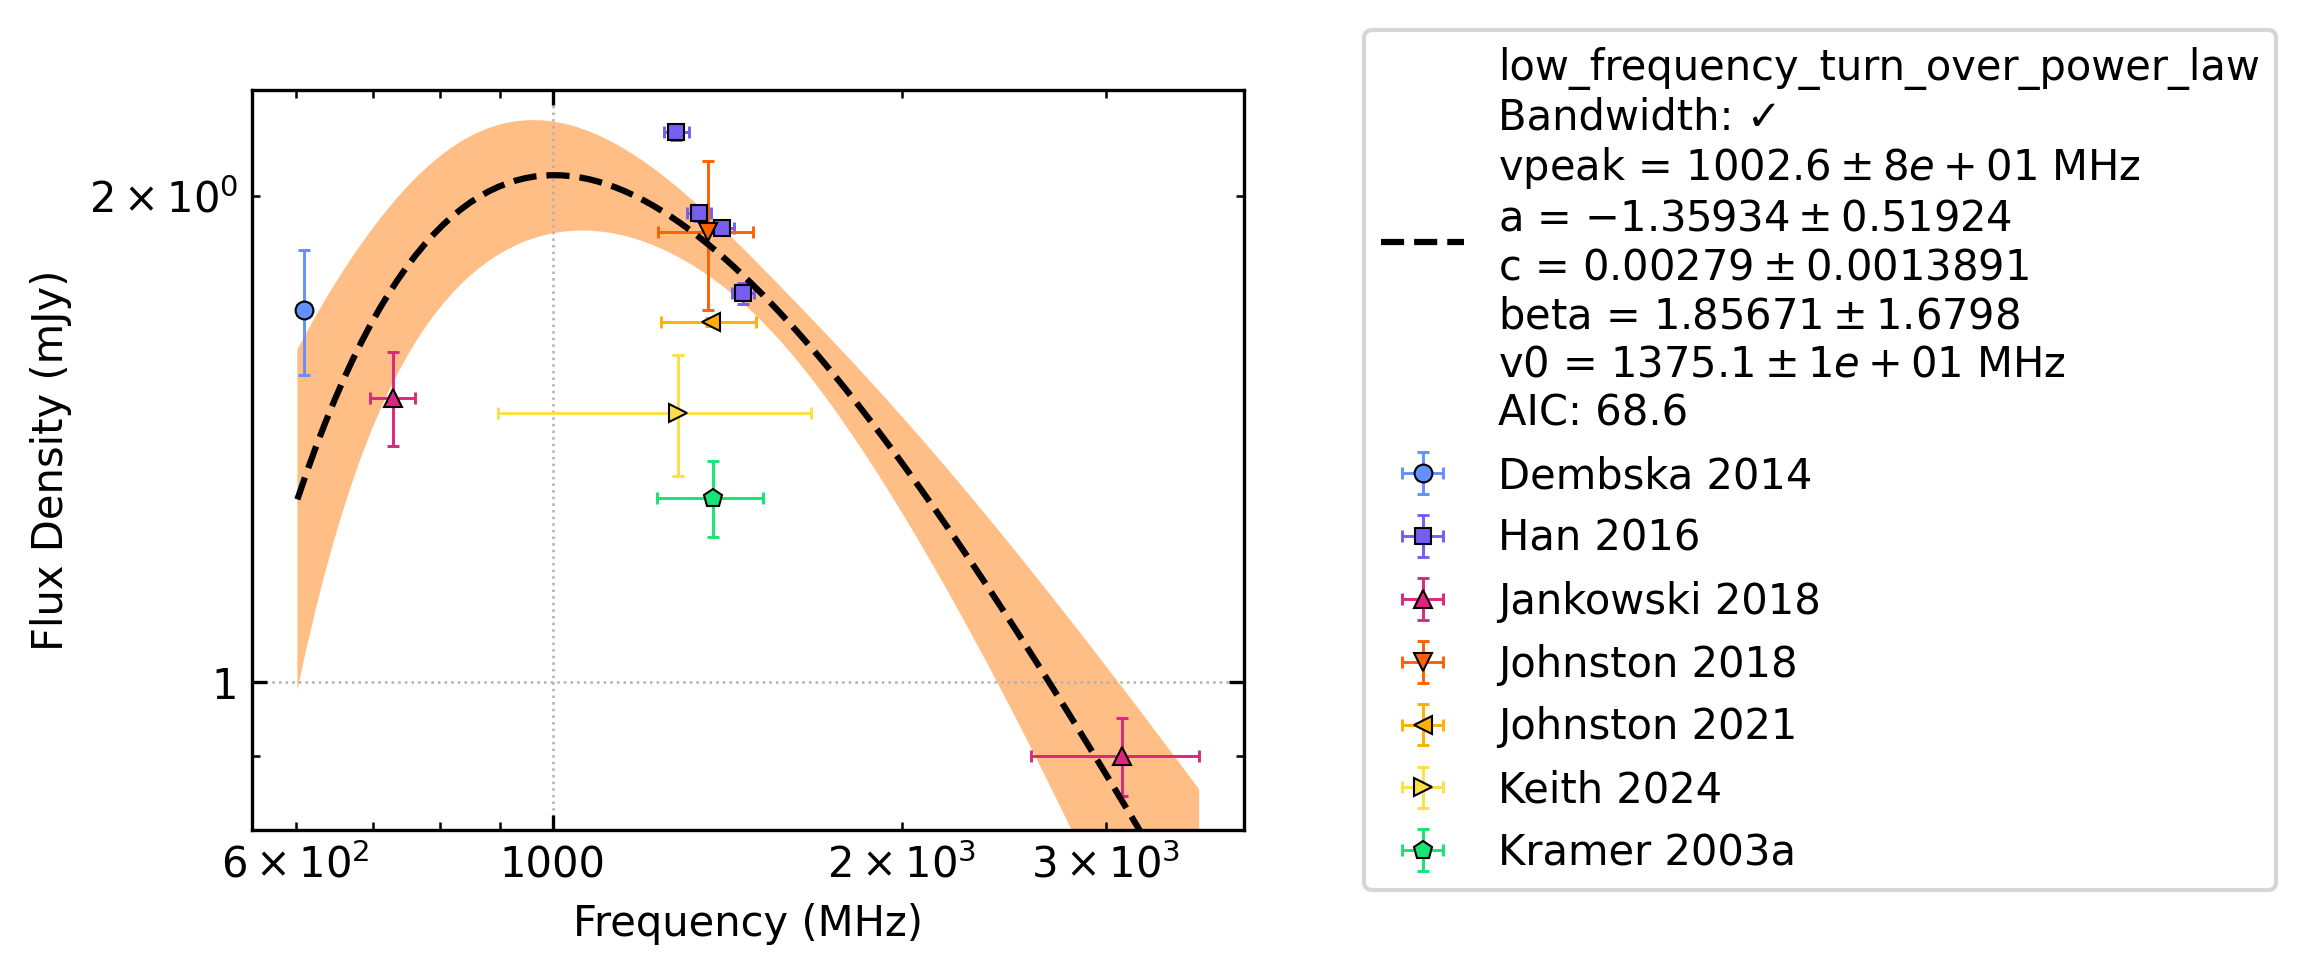 2 × 10⁰
1
Flux Density (mJy)
6 × 10²
1000
2 × 10³
3 × 10³
Frequency (MHz)
low_frequency_turn_over_power_law
Bandwidth: ✓
vpeak = 1002.6 ± 8e + 01 MHz
a = −1.35934 ± 0.51924
c = 0.00279 ± 0.0013891
beta = 1.85671 ± 1.6798
v0 = 1375.1 ± 1e + 01 MHz
AIC: 68.6
Dembska 2014
Han 2016
Jankowski 2018
Johnston 2018
Johnston 2021
Keith 2024
Kramer 2003a